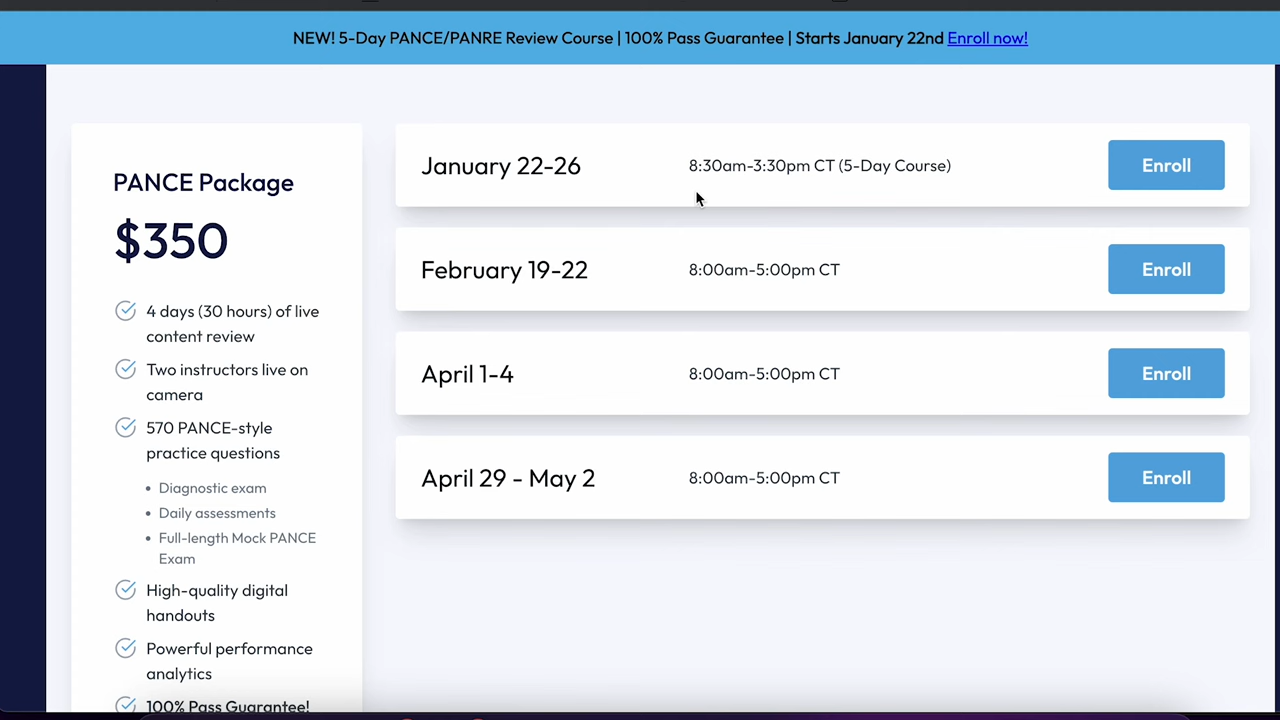 NEW! 5-Day PANCE/PANRE Review Course | 100% Pass Guarantee | Starts January 22nd Enroll now!
PANCE Package
$350
4 days (30 hours) of live
content review
Two instructors live on
camera
570 PANCE-style
practice questions
• Diagnostic exam
• Daily assessments
• Full-length Mock PANCE
Exam
High-quality digital
handouts
Powerful performance
analytics
100% Pass Guarantee!
January 22-26 8:30am-3:30pm CT (5-Day Course) Enroll
February 19-22 8:00am-5:00pm CT Enroll
April 1-4 8:00am-5:00pm CT Enroll
April 29 - May 2 8:00am-5:00pm CT Enroll